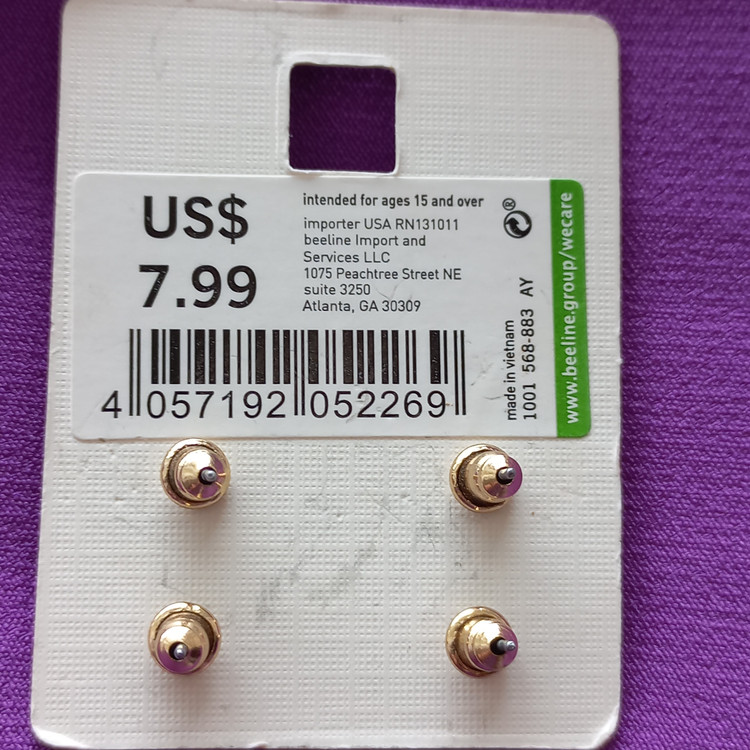 US$
7.99
intended for ages 15 and over
importer USA RN131011
beeline Import and
Services LLC
1075 Peachtree Street NE
suite 3250
Atlanta, GA 30309
4 057192 052269
®
made in vietnam
1001 568-883 AY
www.beeline.group/wecare